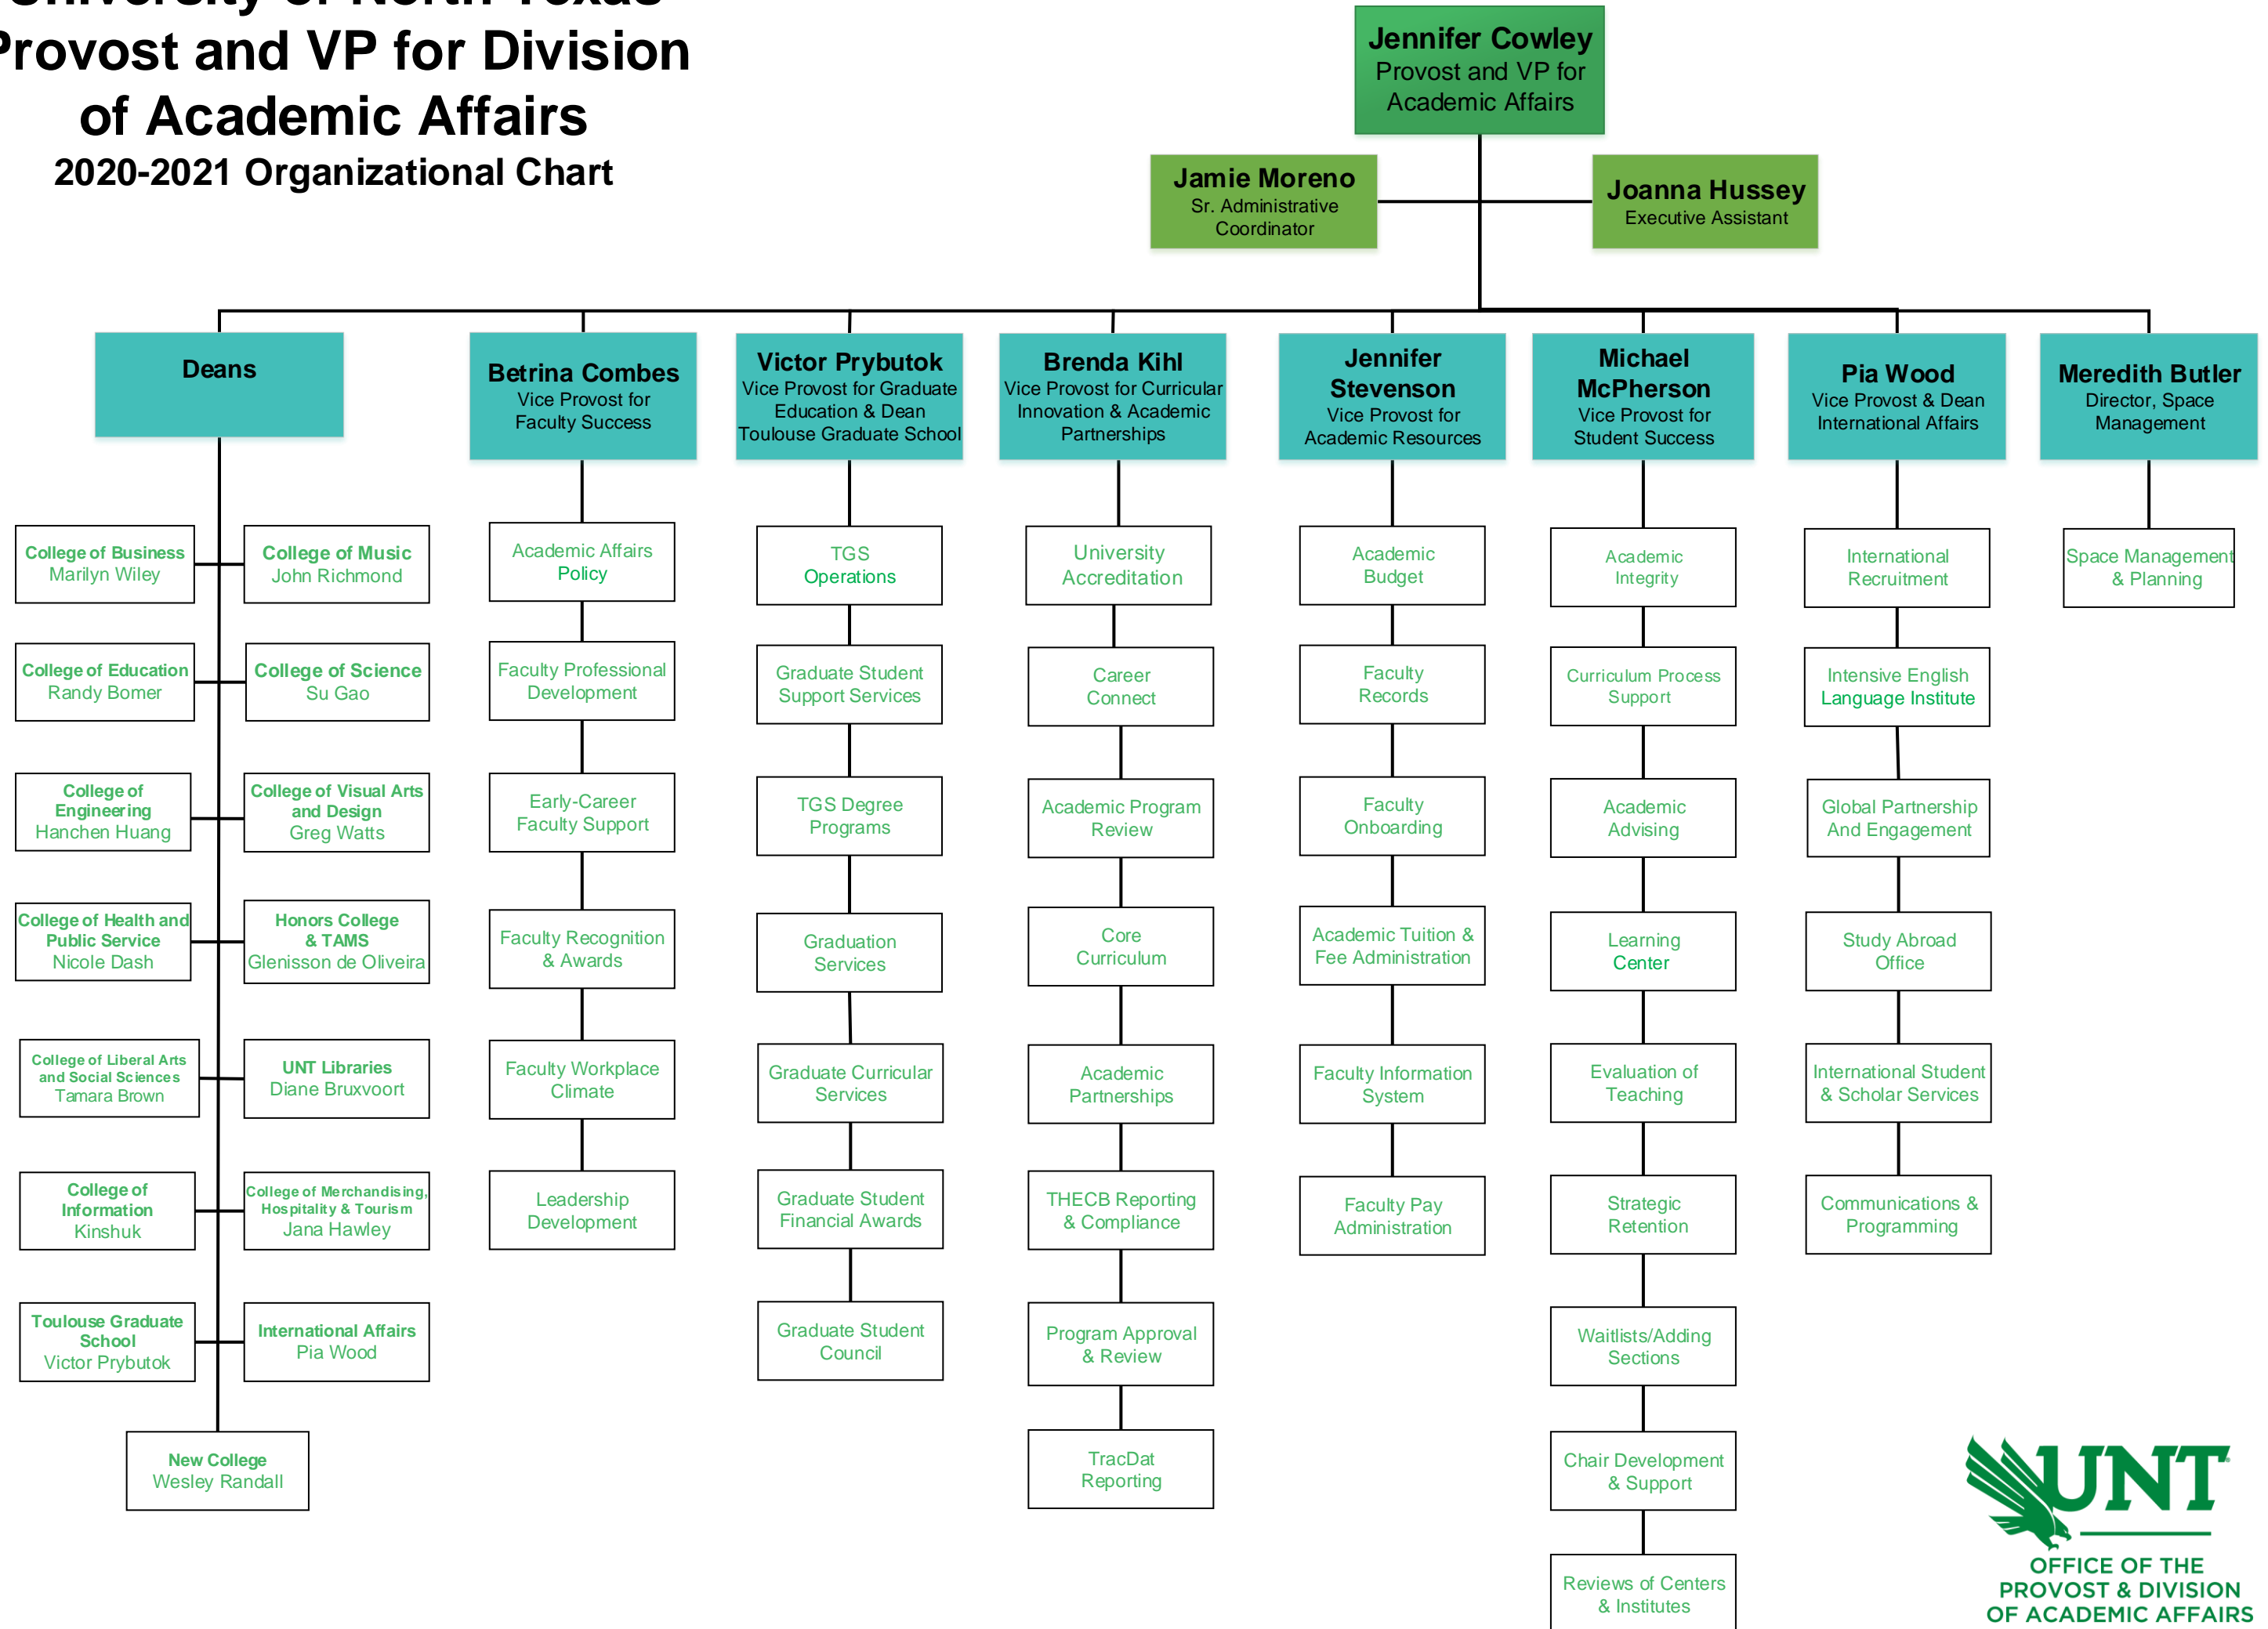 University of North Texas
Provost and VP for Division
of Academic Affairs
2020-2021 Organizational Chart
Jennifer Cowley
Provost and VP for
Academic Affairs
Jamie Moreno
Sr. Administrative
Coordinator
Joanna Hussey
Executive Assistant
Deans
Betrina Combes
Vice Provost for
Faculty Success
Victor Prybutok
Vice Provost for Graduate
Education & Dean
Toulouse Graduate School
Brenda Kihl
Vice Provost for Curricular
Innovation & Academic
Partnerships
Jennifer
Stevenson
Vice Provost for
Academic Resources
Michael
McPherson
Vice Provost for
Student Success
Pia Wood
Vice Provost & Dean
International Affairs
Meredith Butler
Director, Space
Management
College of Business
Marilyn Wiley
College of Music
John Richmond
College of Education
Randy Bomer
College of Science
Su Gao
College of
Engineering
Hanchen Huang
College of Visual Arts
and Design
Greg Watts
College of Health and
Public Service
Nicole Dash
Honors College
& TAMS
Glenisson de Oliveira
College of Liberal Arts
and Social Sciences
Tamara Brown
UNT Libraries
Diane Bruxvoort
College of
Information
Kinshuk
College of Merchandising,
Hospitality & Tourism
Jana Hawley
Toulouse Graduate
School
Victor Prybutok
International Affairs
Pia Wood
New College
Wesley Randall
Academic Affairs
Policy
Faculty Professional
Development
Early-Career
Faculty Support
Faculty Recognition
& Awards
Faculty Workplace
Climate
Leadership
Development
TGS
Operations
Graduate Student
Support Services
TGS Degree
Programs
Graduation
Services
Graduate Curricular
Services
Graduate Student
Financial Awards
Graduate Student
Council
University
Accreditation
Career
Connect
Academic Program
Review
Core
Curriculum
Academic
Partnerships
THECB Reporting
& Compliance
Program Approval
& Review
TracDat
Reporting
Academic
Budget
Faculty
Records
Faculty
Onboarding
Academic Tuition &
Fee Administration
Faculty Information
System
Faculty Pay
Administration
Academic
Integrity
Curriculum Process
Support
Academic
Advising
Learning
Center
Evaluation of
Teaching
Strategic
Retention
Waitlists/Adding
Sections
Chair Development
& Support
Reviews of Centers
& Institutes
International
Recruitment
Intensive English
Language Institute
Global Partnership
And Engagement
Study Abroad
Office
International Student
& Scholar Services
Communications &
Programming
Space Management
& Planning
UNT
OFFICE OF THE
PROVOST & DIVISION
OF ACADEMIC AFFAIRS